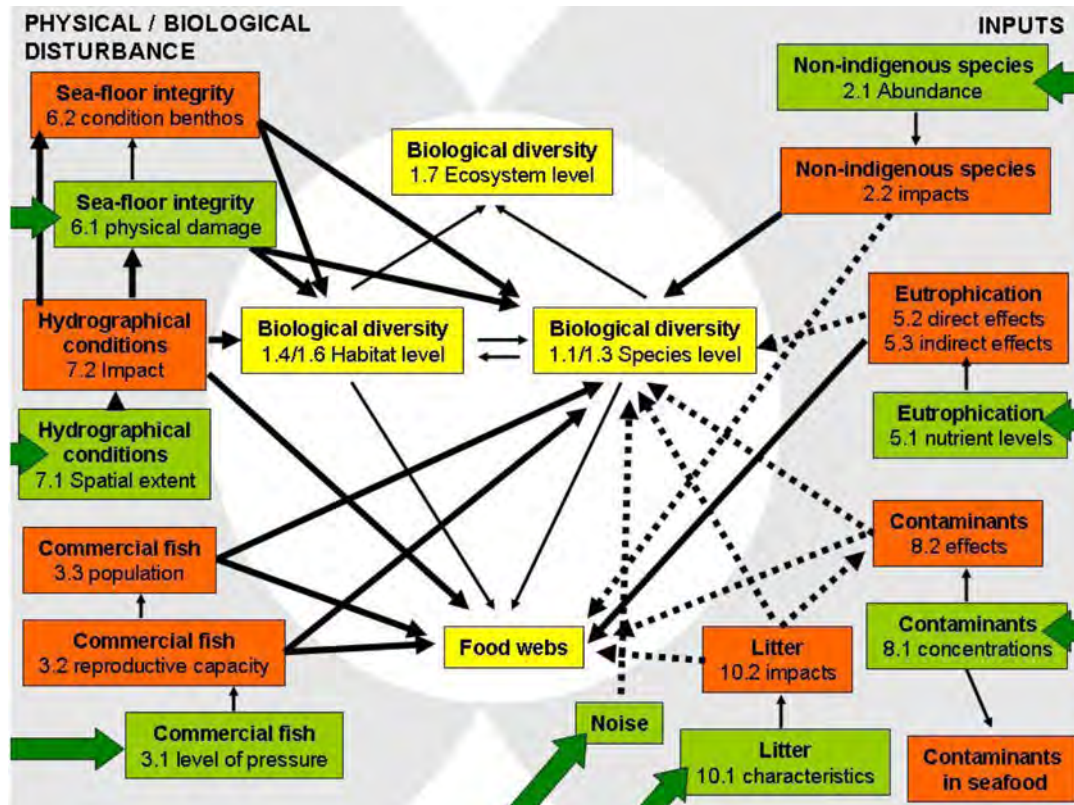 PHYSICAL / BIOLOGICAL
DISTURBANCE
INPUTS
Sea-floor integrity
6.2 condition benthos
Sea-floor integrity
6.1 physical damage
Hydrographical
conditions
7.2 Impact
Hydrographical
conditions
7.1 Spatial extent
Commercial fish
3.3 population
Commercial fish
3.2 reproductive capacity
Commercial fish
3.1 level of pressure
Biological diversity
1.7 Ecosystem level
Biological diversity
1.4/1.6 Habitat level
Biological diversity
1.1/1.3 Species level
Food webs
Non-indigenous species
2.1 Abundance
Non-indigenous species
2.2 impacts
Eutrophication
5.2 direct effects
5.3 indirect effects
Eutrophication
5.1 nutrient levels
Contaminants
8.2 effects
Contaminants
8.1 concentrations
Litter
10.2 impacts
Noise
Litter
10.1 characteristics
Contaminants
in seafood